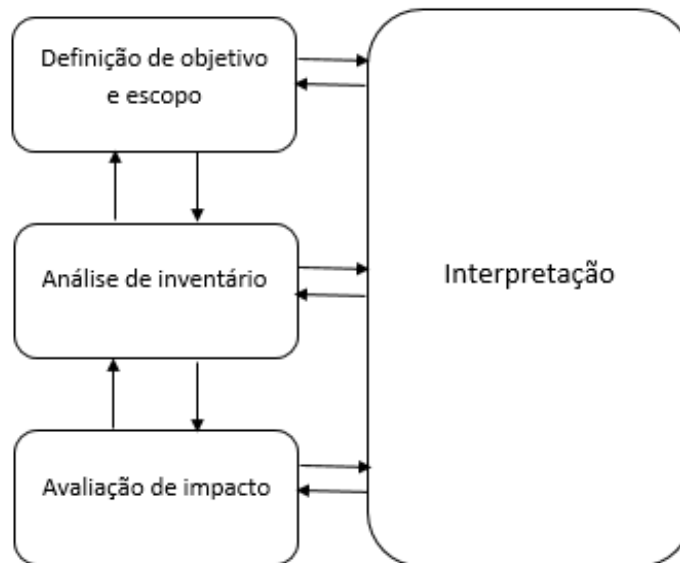 Definição de objetivo
e escopo
Análise de inventário
Interpretação
Avaliação de impacto